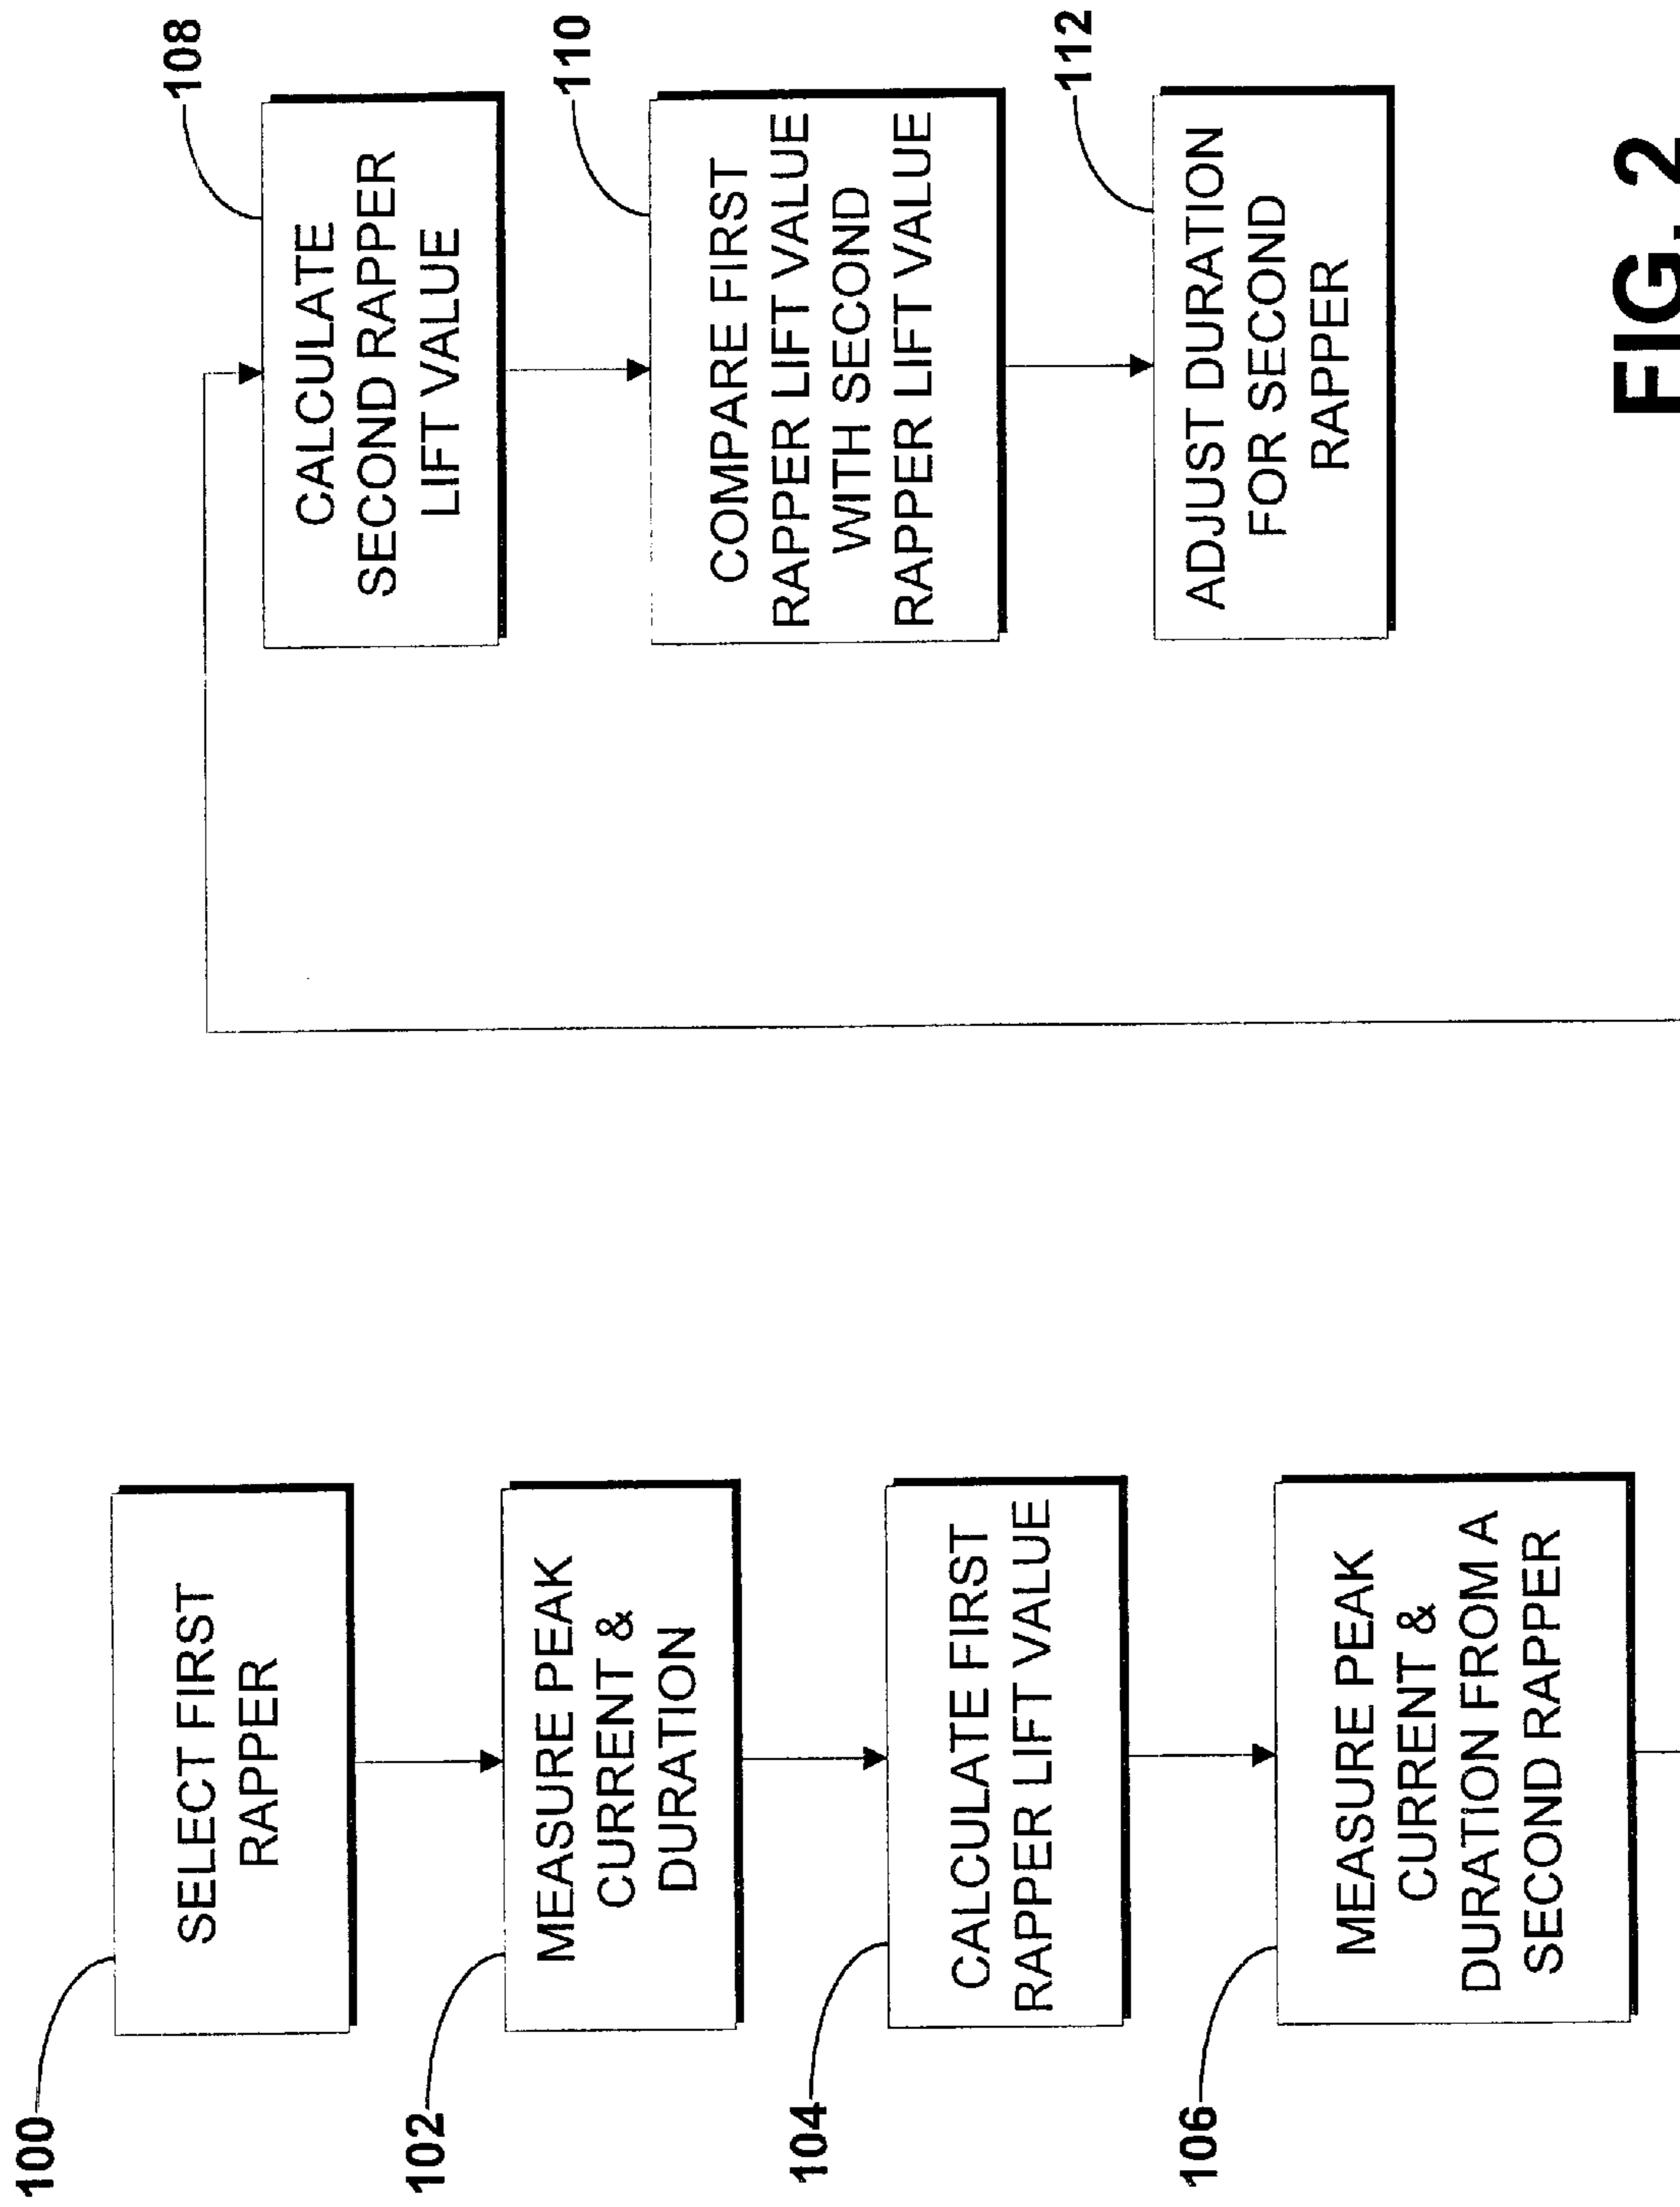 100
SELECT FIRST
RAPPER
102
MEASURE PEAK
CURRENT &
DURATION
104
CALCULATE FIRST
RAPPER LIFT VALUE
106
MEASURE PEAK
CURRENT &
DURATION FROM A
SECOND RAPPER
108
CALCULATE
SECOND RAPPER
LIFT VALUE
110
COMPARE FIRST
RAPPER LIFT VALUE
WITH SECOND
RAPPER LIFT VALUE
112
ADJUST DURATION
FOR SECOND
RAPPER
FIG. 2